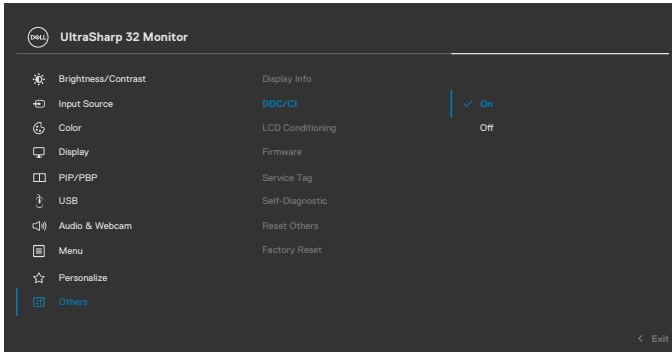 DELL UltraSharp 32 Monitor
Brightness/Contrast Display Info
Input Source DDC/CI On
Color LCD Conditioning Off
Display Firmware
PIP/PBP Service Tag
USB Self-Diagnostic
Audio & Webcam Reset Others
Menu Factory Reset
Personalize
Others
Exit